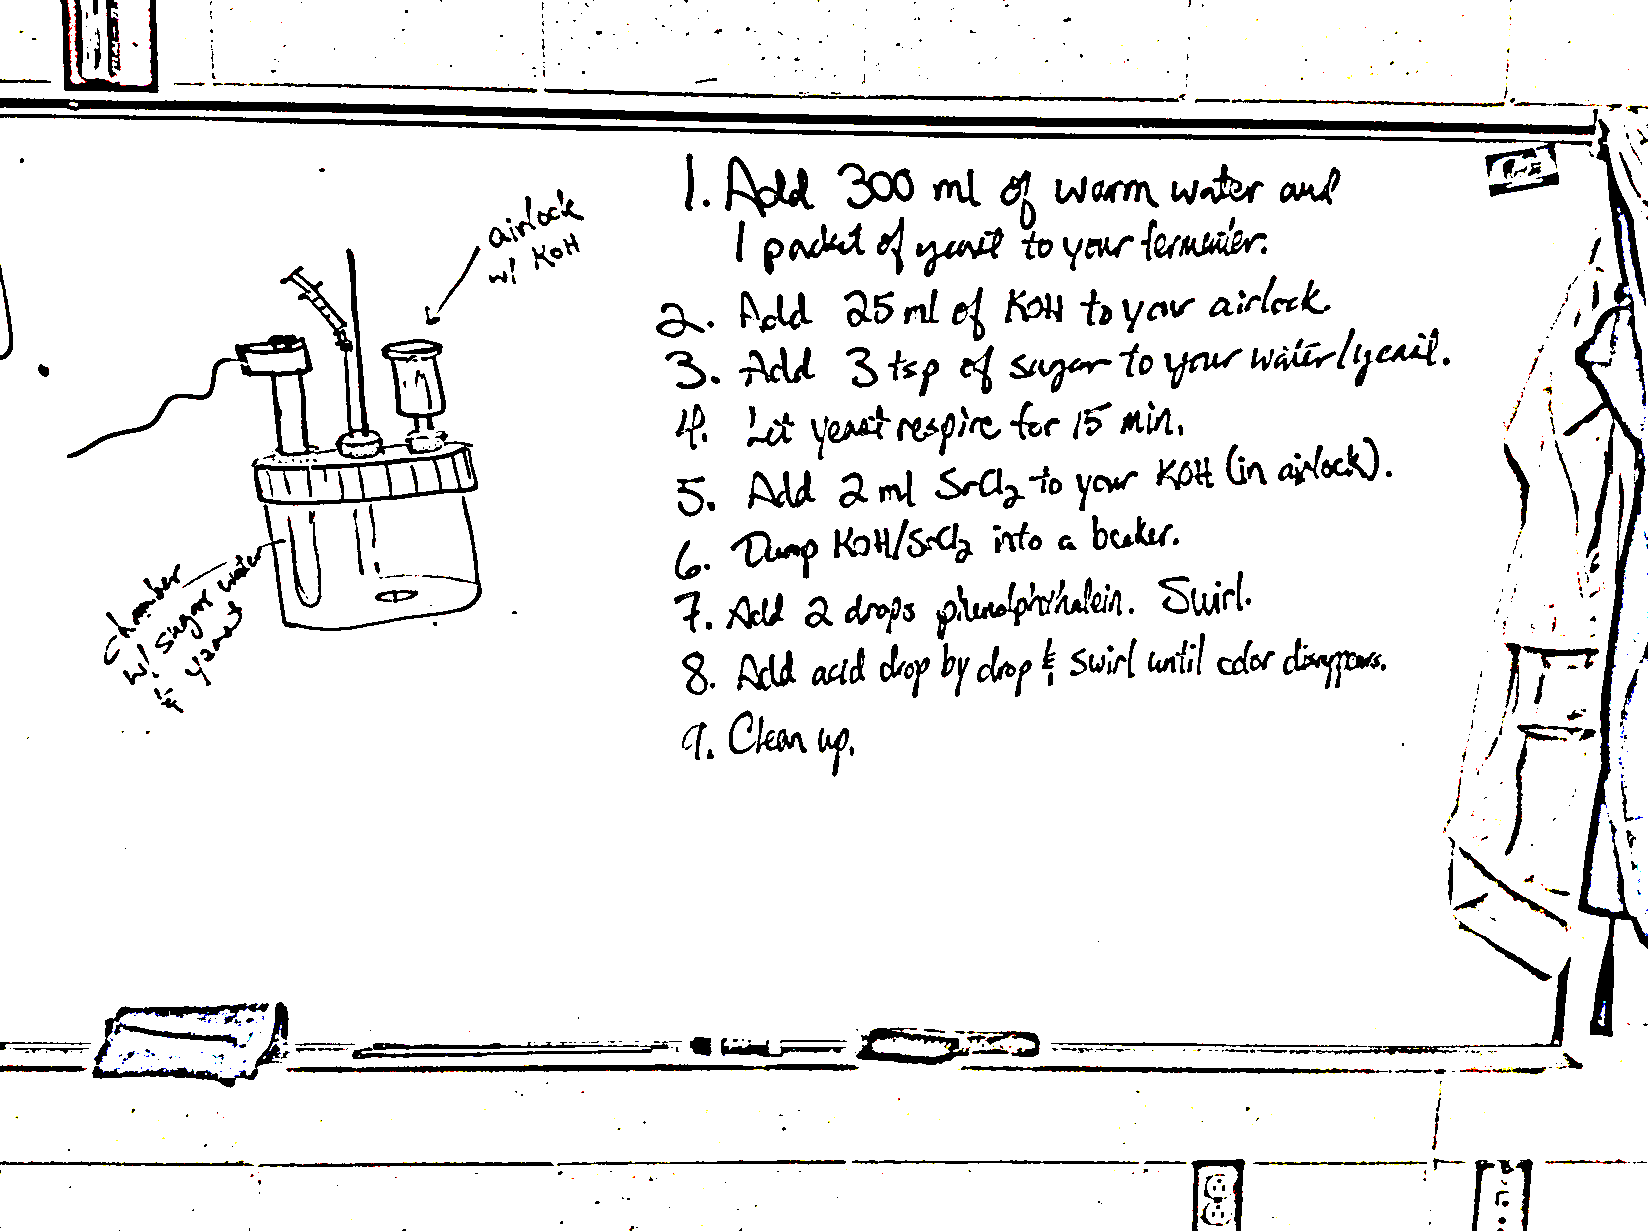 airlock
w/ KOH
chamber
w/ sugar water
& yeast
1. Add 300 ml of warm water and
1 packet of yeast to your fermenter.
2. Add 25 ml of KOH to your airlock.
3. Add 3 tsp of sugar to your water/yeast.
4. Let yeast respire for 15 min.
5. Add 2 ml SrCl2 to your KOH (in airlock).
6. Dump KOH/SrCl2 into a beaker.
7. Add 2 drops phenolphthalein. Swirl.
8. Add acid drop by drop & swirl until color disappears.
9. Clean up.